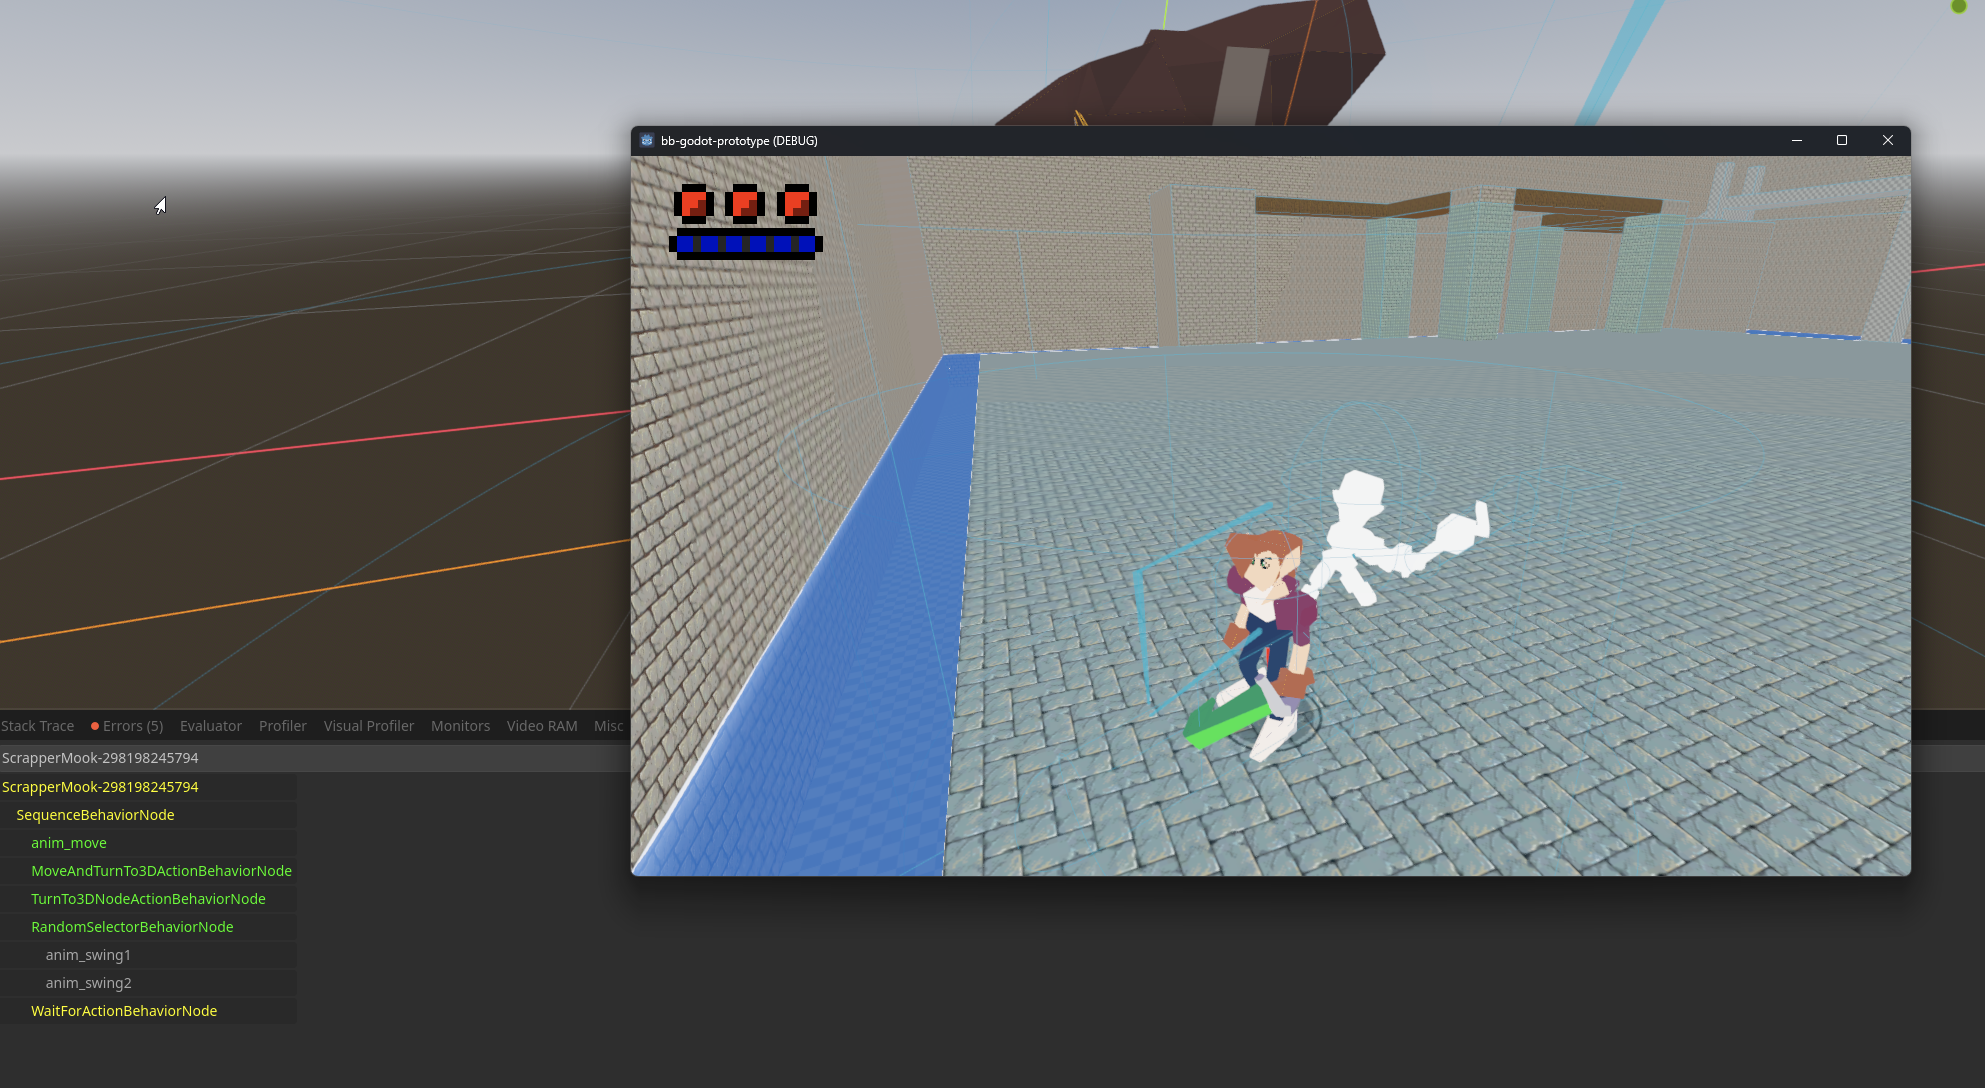 bb-godot-prototype (DEBUG)
Stack Trace Errors (5) Evaluator Profiler Visual Profiler Monitors Video RAM Misc
ScrapperMook-298198245794
ScrapperMook-298198245794
SequenceBehaviorNode
anim_move
MoveAndTurnTo3DActionBehaviorNode
TurnTo3DNodeActionBehaviorNode
RandomSelectorBehaviorNode
anim_swing1
anim_swing2
WaitForActionBehaviorNode